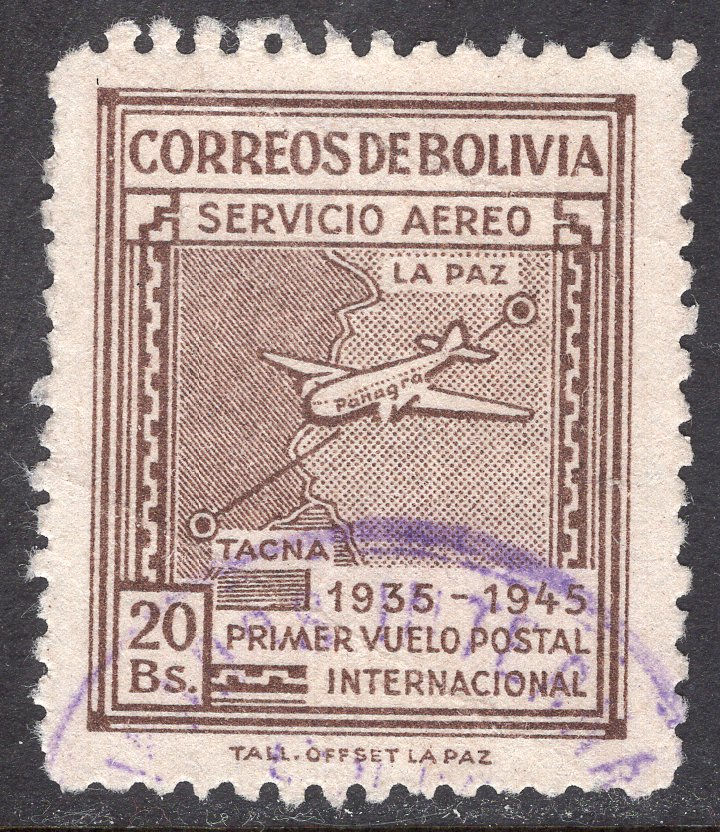 CORREOS DE BOLIVIA
SERVICIO AEREO
LA PAZ
Panagra
TACNA
1935 - 1945
20
Bs.
PRIMER VUELO POSTAL
INTERNACIONAL
TALL. OFFSET LA PAZ